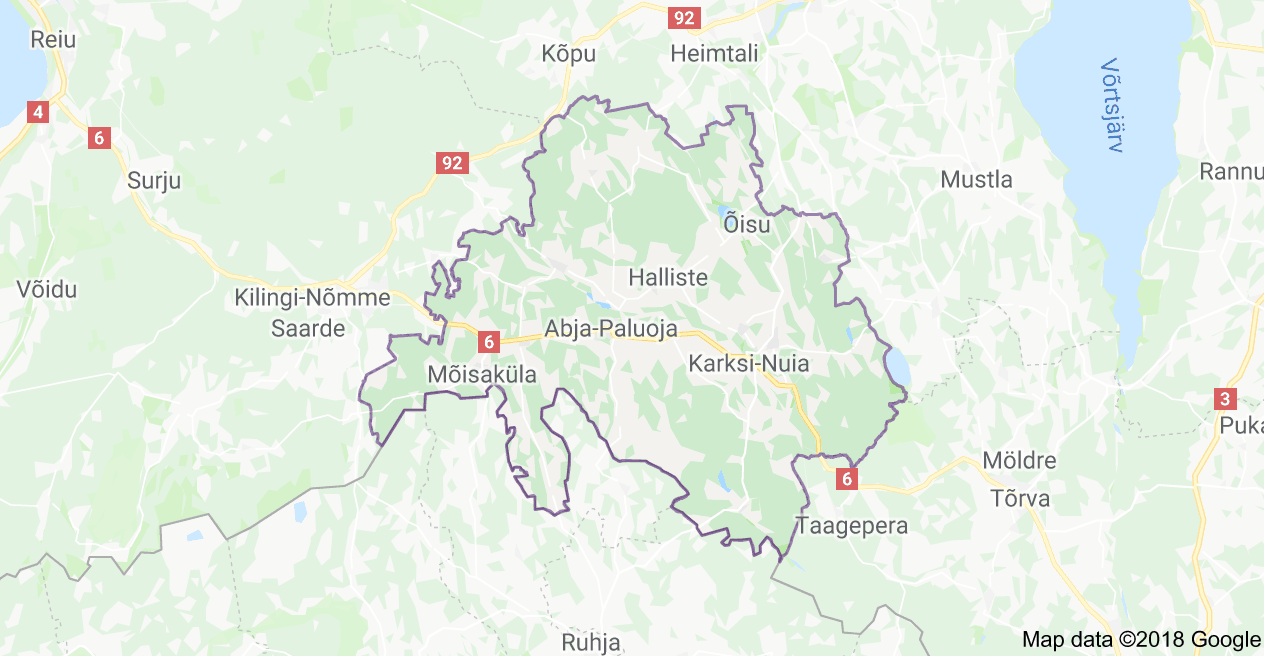 92
Reiu
Kõpu
Heimtali
4
6
92
Võrtsjärv
Surju
Mustla
Rannu
Õisu
Võidu
Kilingi-Nõmme
Saarde
Halliste
6
Abja-Paluoja
Mõisaküla
Karksi-Nuia
3
Puka
Möldre
6
Tõrva
Taagepera
Ruhja
Map data ©2018 Google